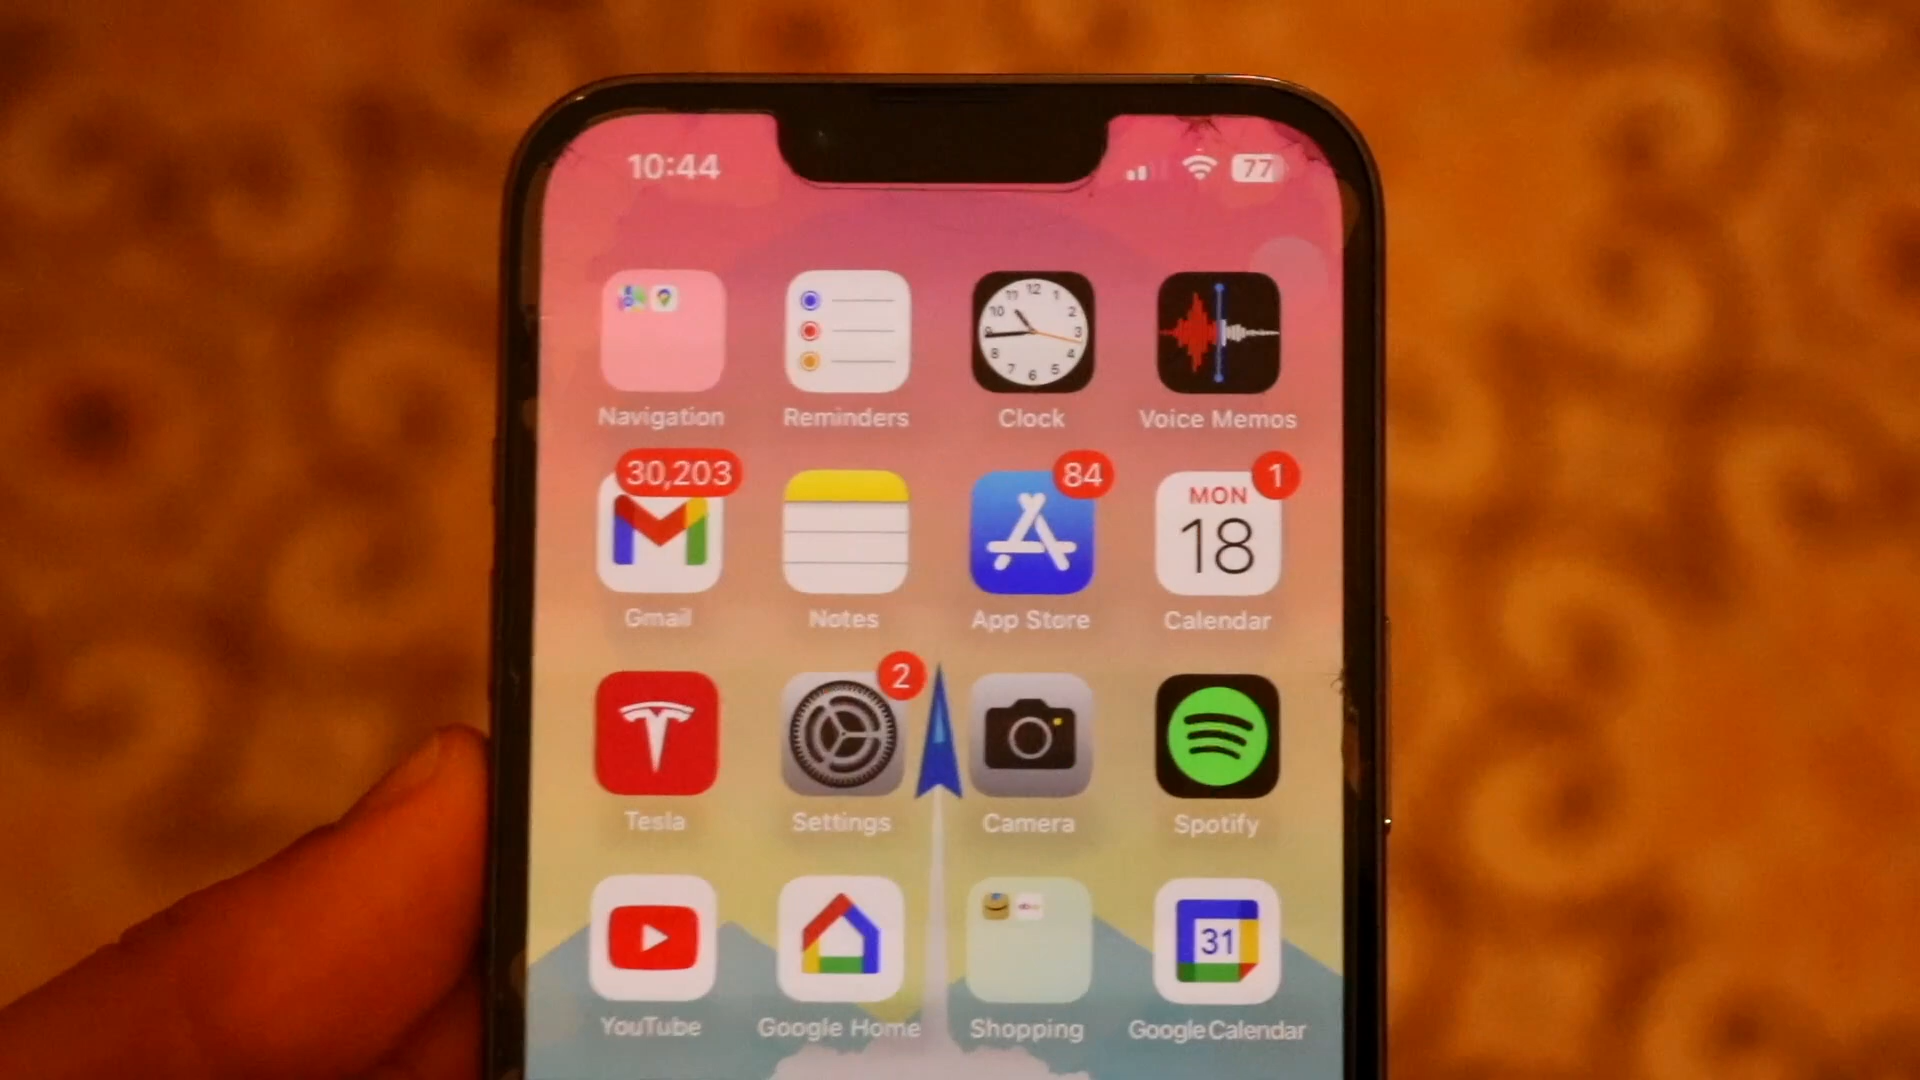 10:44
77
Navigation
Reminders
Clock
Voice Memos
30,203
84
1
MON
18
Gmail
Notes
App Store
Calendar
2
Tesla
Settings
Camera
Spotify
31
YouTube
Google Home
Shopping
Google Calendar